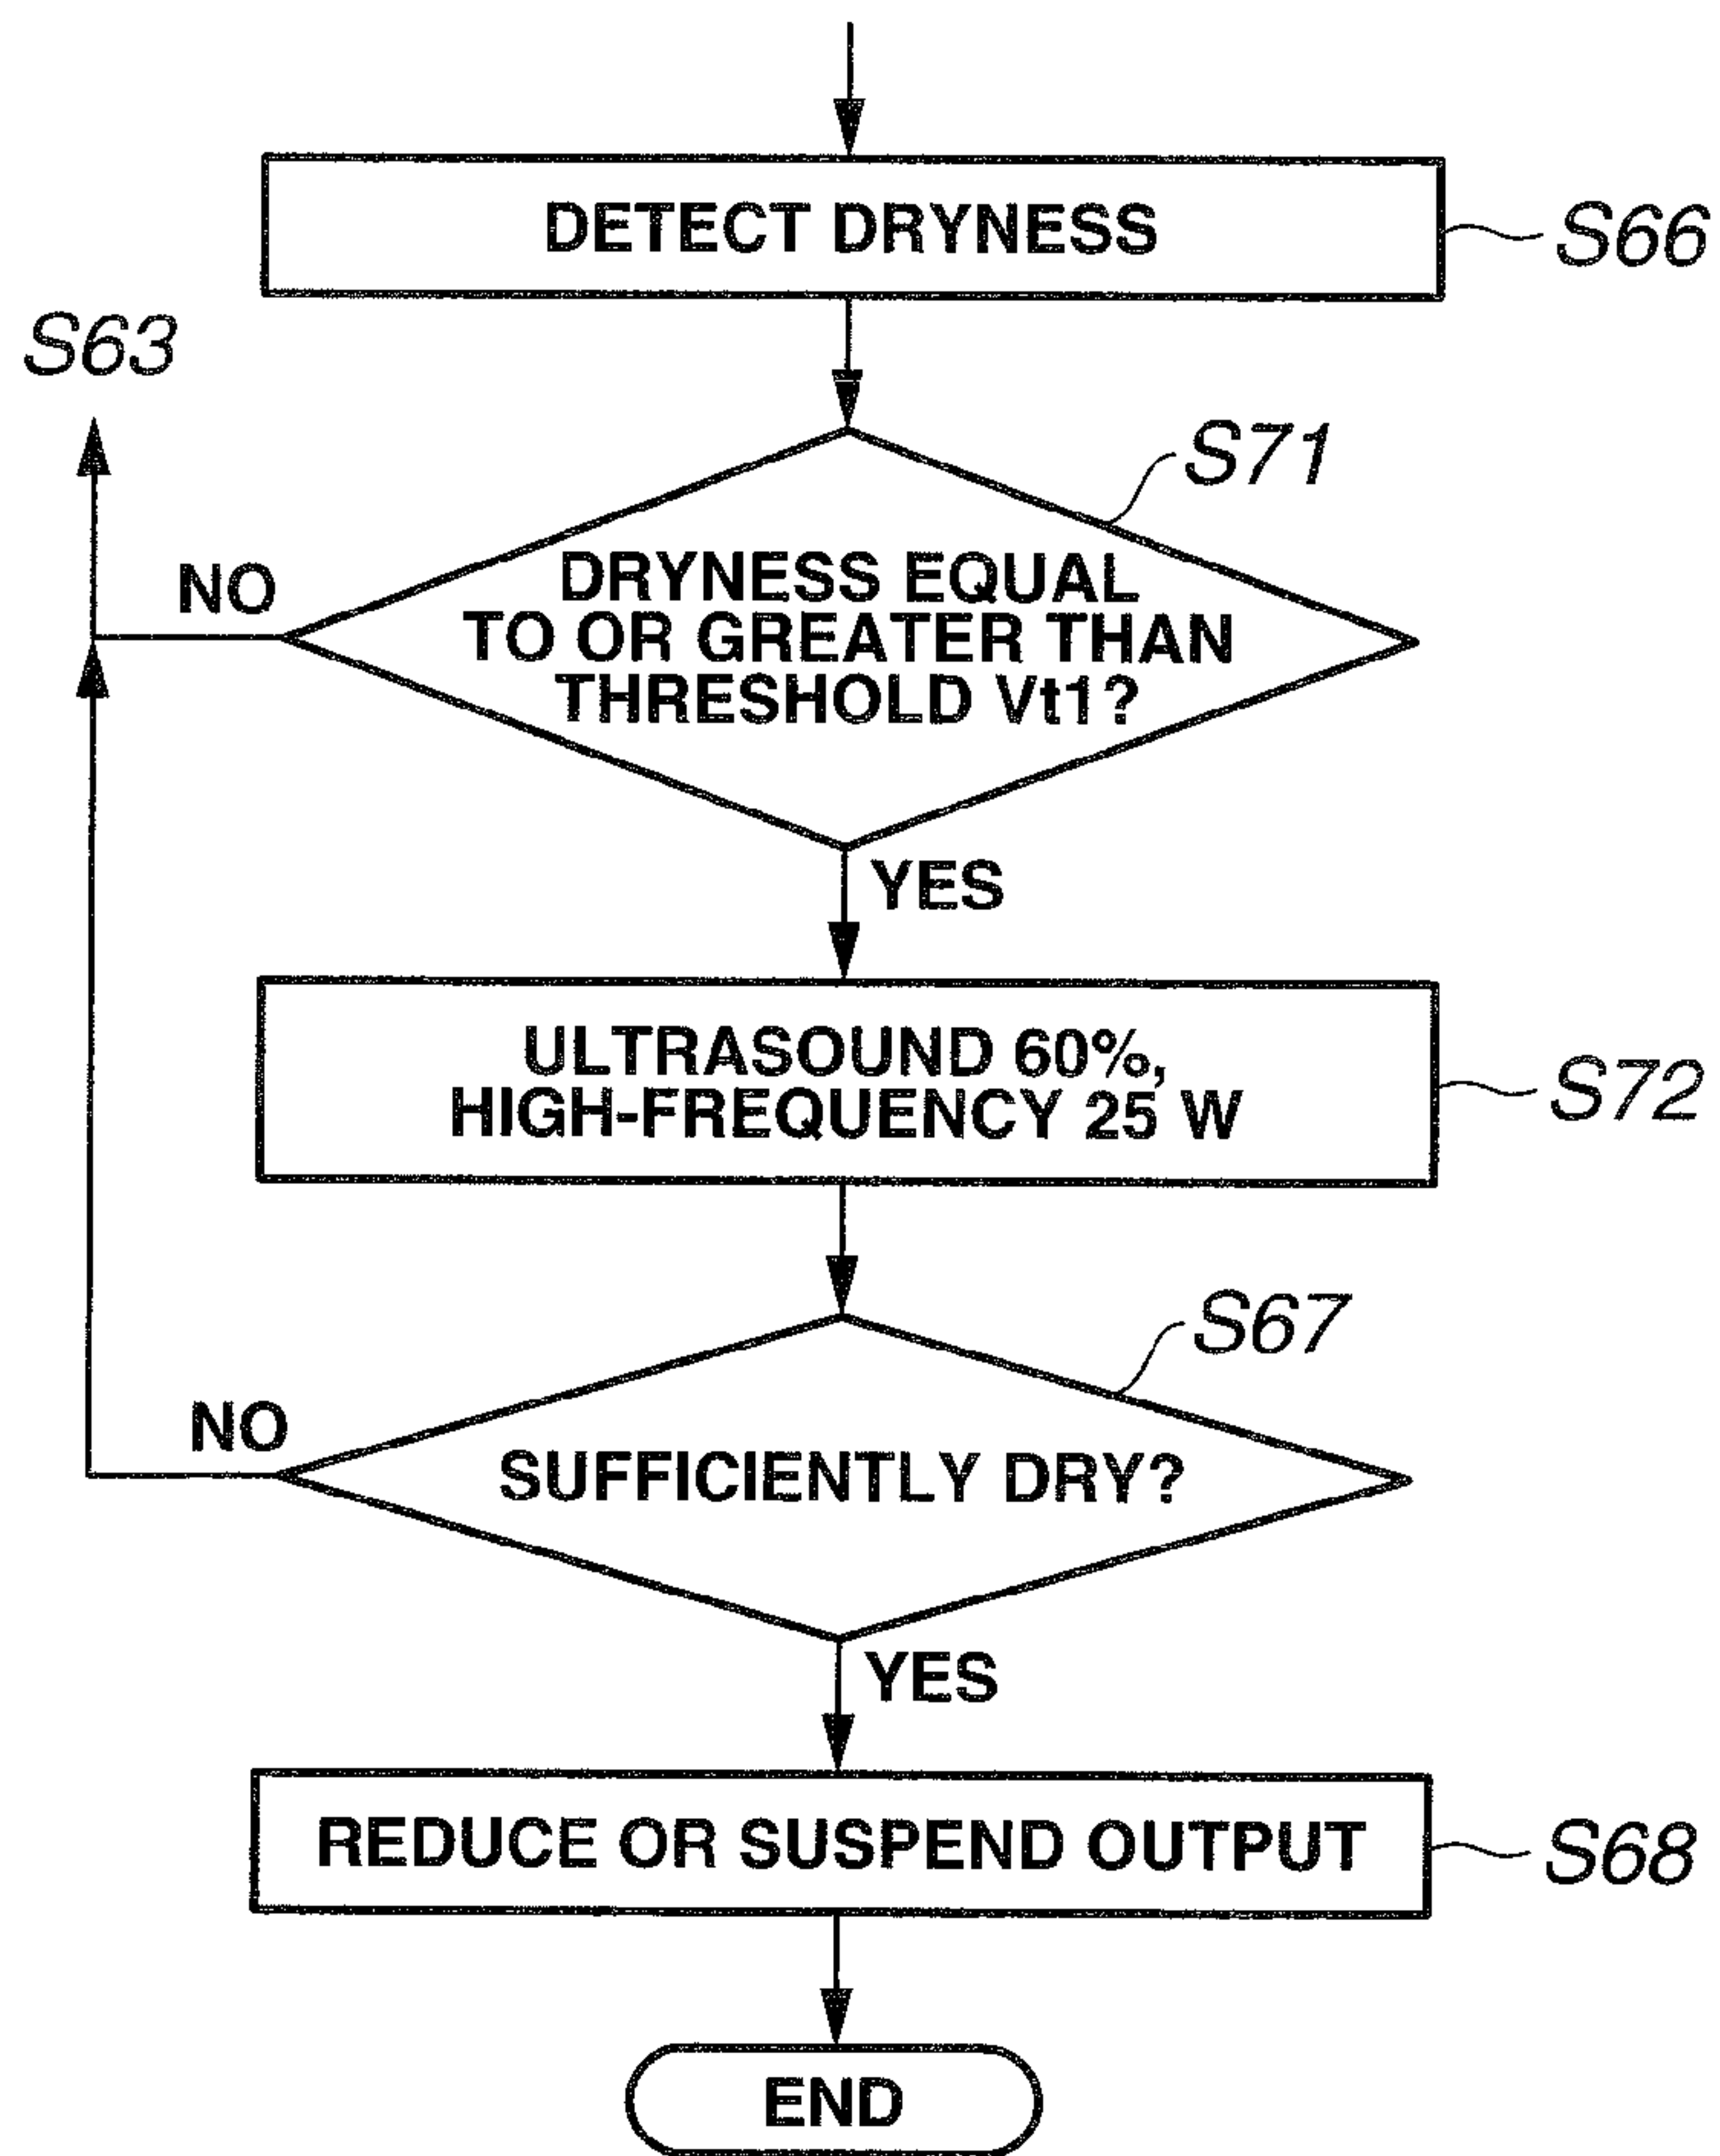 DETECT DRYNESS
S66
S63
S71
NO
DRYNESS EQUAL
TO OR GREATER THAN
THRESHOLD Vt1?
YES
ULTRASOUND 60%,
HIGH-FREQUENCY 25 W
S72
S67
NO
SUFFICIENTLY DRY?
YES
REDUCE OR SUSPEND OUTPUT
S68
END